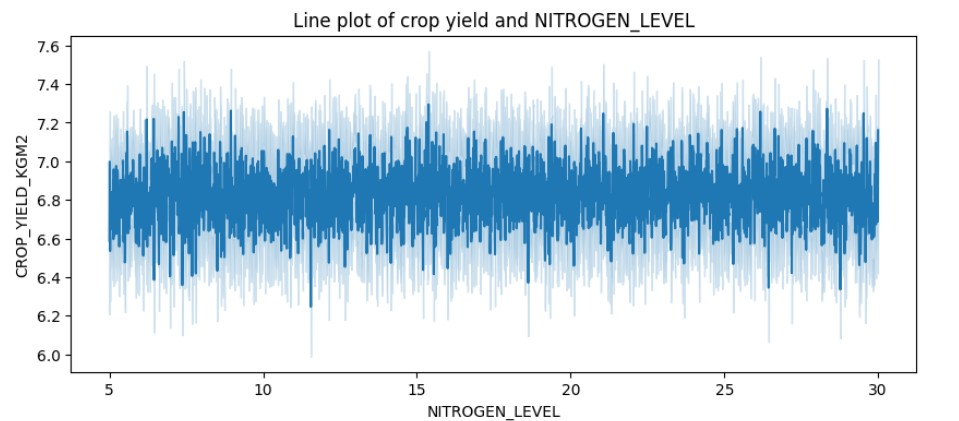 Line plot of crop yield and NITROGEN_LEVEL
7.6
7.4
7.2
7.0
6.8
6.6
6.4
6.2
6.0
CROP_YIELD_KGM2
5 10 15 20 25 30
NITROGEN_LEVEL